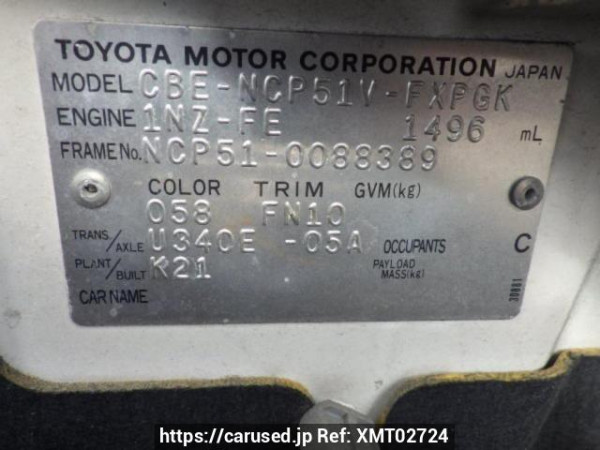 TOYOTA MOTOR CORPORATION JAPAN
MODEL CBE-NCP51V-FXPGK
ENGINE 1NZ-FE 1496 mL
FRAME No. NCP51-0088389
COLOR TRIM GVM(kg)
058 FN10
TRANS/AXLE U340E -05A OCCUPANTS C
PLANT/BUILT K21 PAYLOAD MASS(kg)
CAR NAME
https://carused.jp Ref: XMT02724